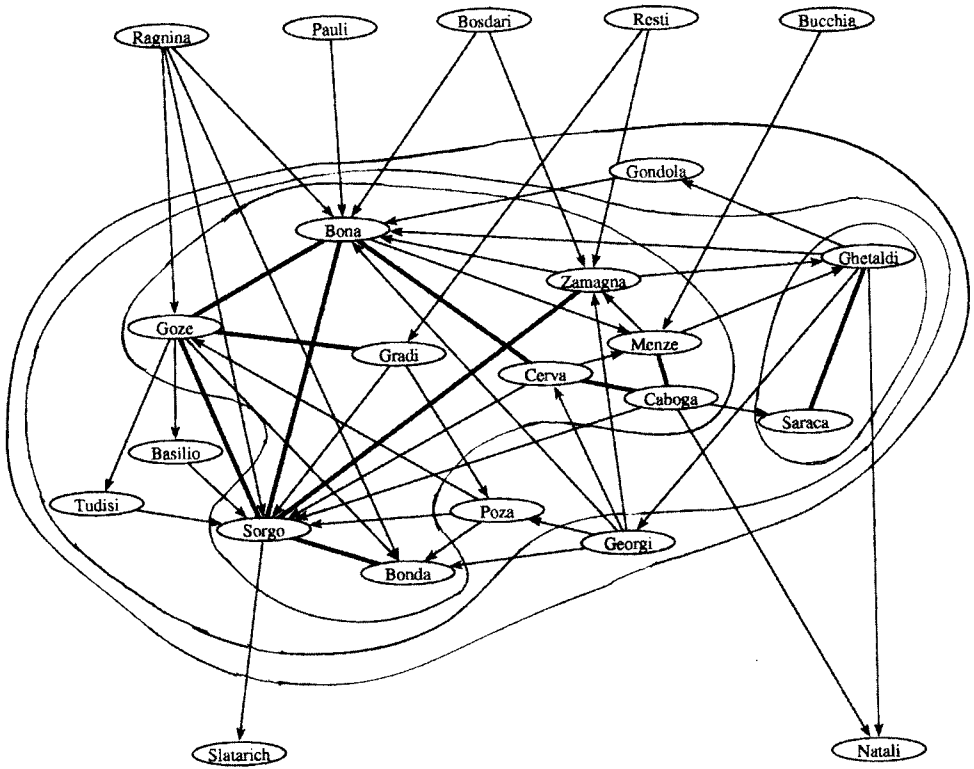 Ragnina
Pauli
Bosdari
Resti
Bucchia
Gondola
Bona
Ghetaldi
Zamagna
Goze
Gradi
Menze
Cerva
Caboga
Saraca
Basilio
Tudisi
Sorgo
Poza
Georgi
Bonda
Slatarich
Natali